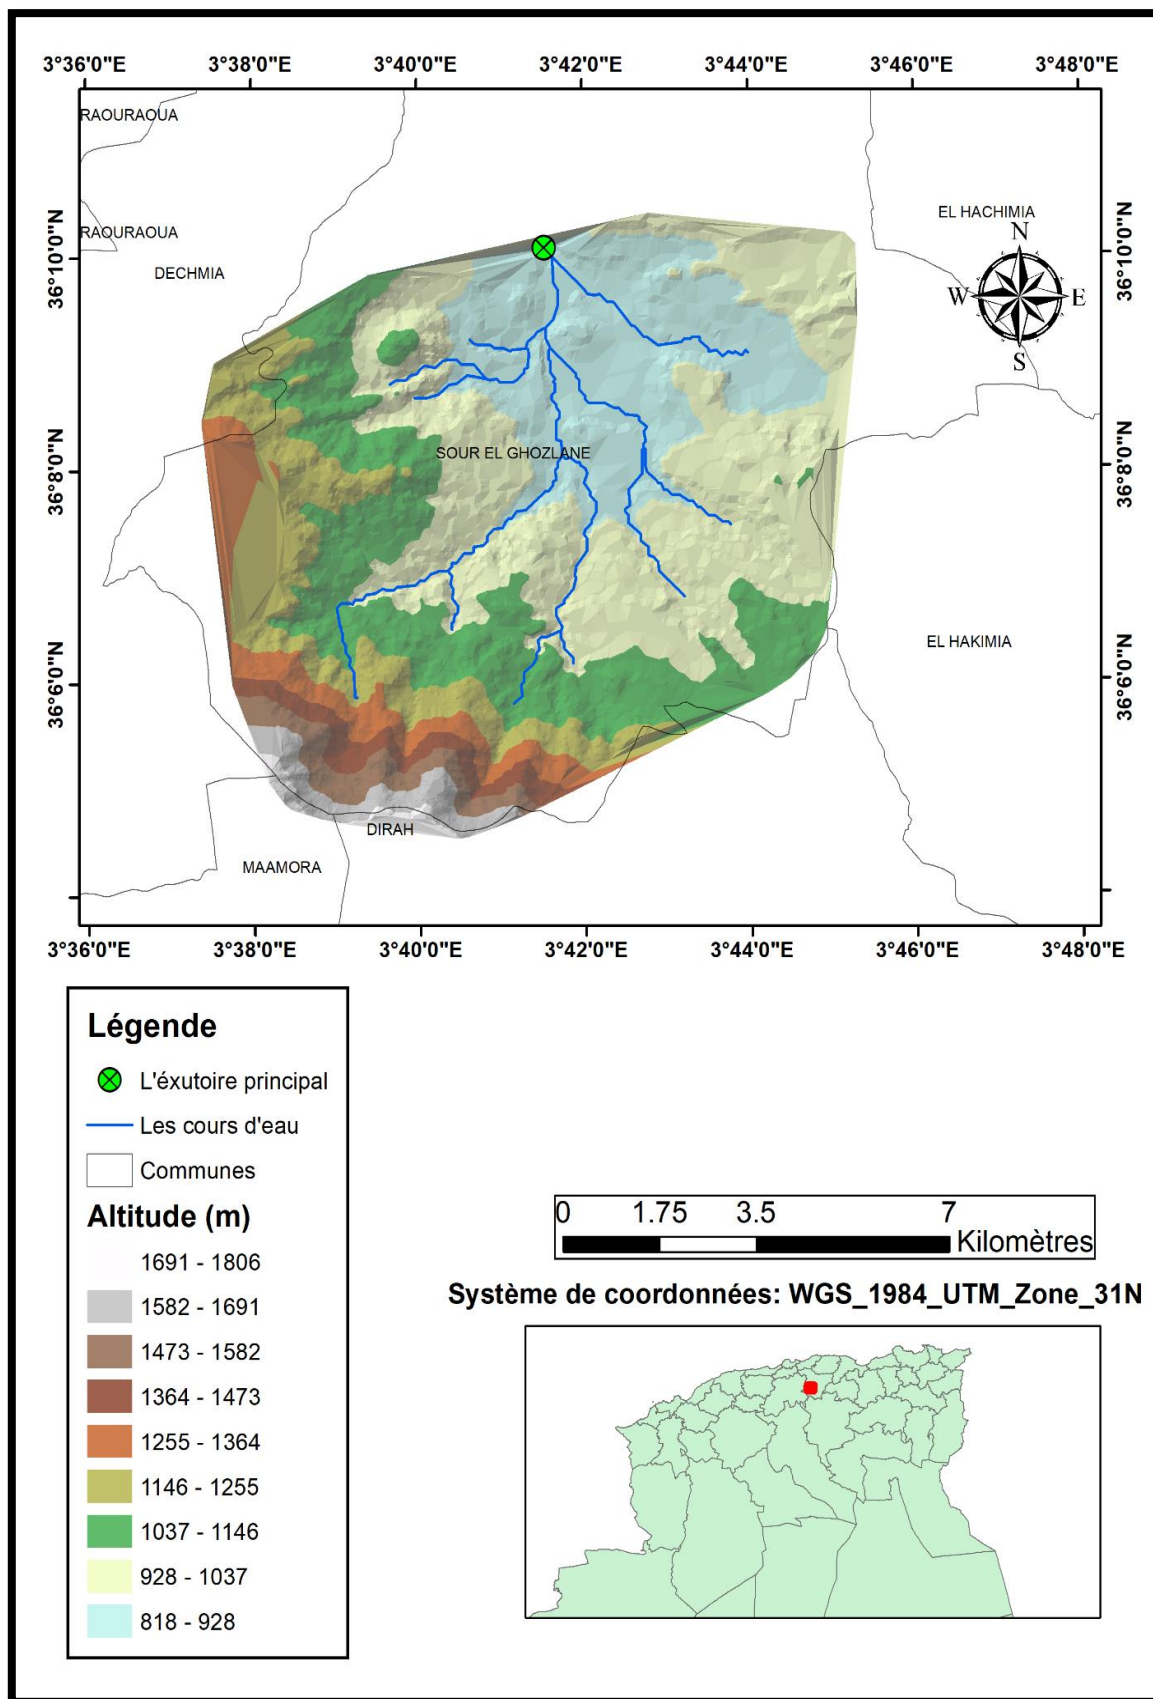 3°36'0"E 3°38'0"E 3°40'0"E 3°42'0"E 3°44'0"E 3°46'0"E 3°48'0"E
RAOURAOUA
EL HACHIMIA
RAOURAOUA
DECHMIA
N
W E
S
36°10'0"N
36°10'0"N
SOUR EL GHOZLANE
36°8'0"N
36°8'0"N
EL HAKIMIA
36°6'0"N
36°6'0"N
DIRAH
MAAMORA
3°36'0"E 3°38'0"E 3°40'0"E 3°42'0"E 3°44'0"E 3°46'0"E 3°48'0"E
Légende
L'éxutoire principal
Les cours d'eau
Communes
Altitude (m)
1691 - 1806
1582 - 1691
1473 - 1582
1364 - 1473
1255 - 1364
1146 - 1255
1037 - 1146
928 - 1037
818 - 928
0 1.75 3.5 7
Kilomètres
Système de coordonnées: WGS_1984_UTM_Zone_31N